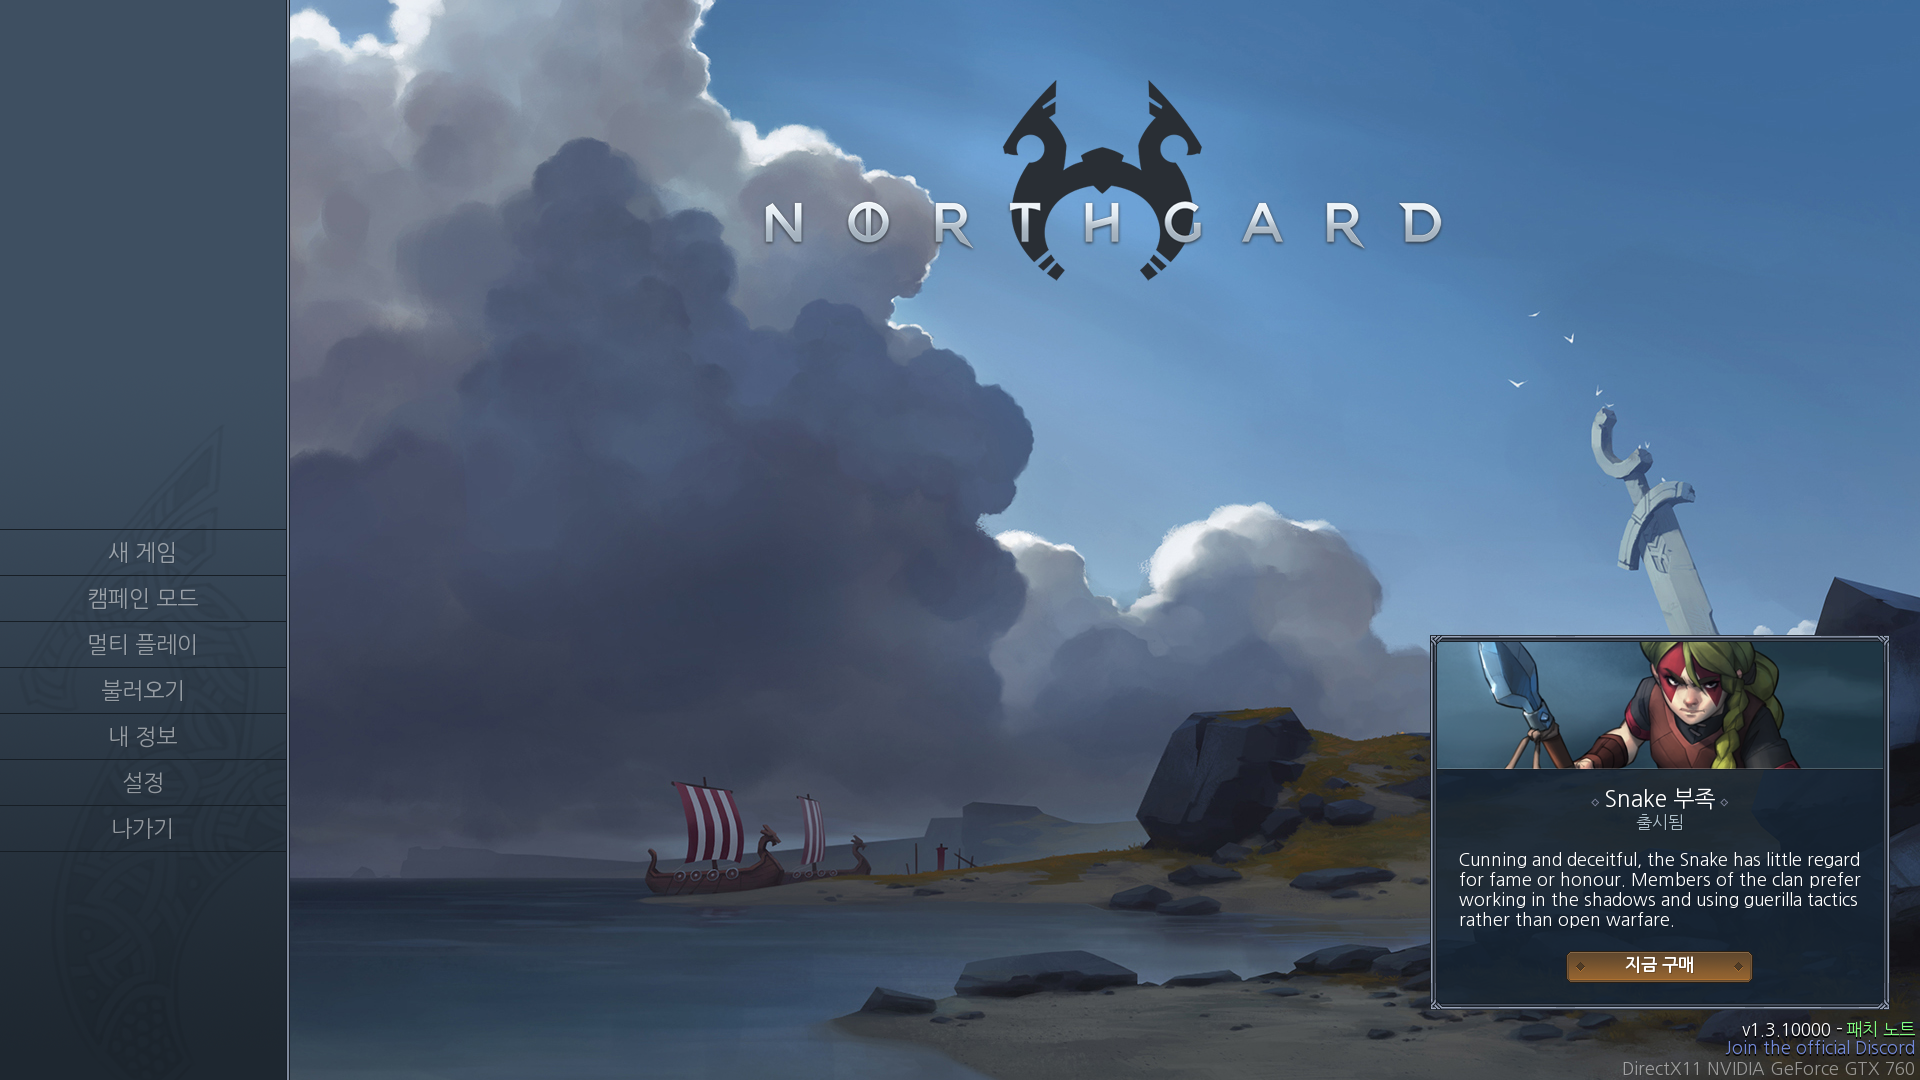 NORTHGARD
새 게임
캠페인 모드
멀티 플레이
불러오기
내 정보
설정
나가기
Snake 부족
출시됨
Cunning and deceitful, the Snake has little regard
for fame or honour. Members of the clan prefer
working in the shadows and using guerilla tactics
rather than open warfare.
지금 구매
v1.3.10000 - 패치 노트
Join the official Discord
DirectX11 NVIDIA GeForce GTX 760